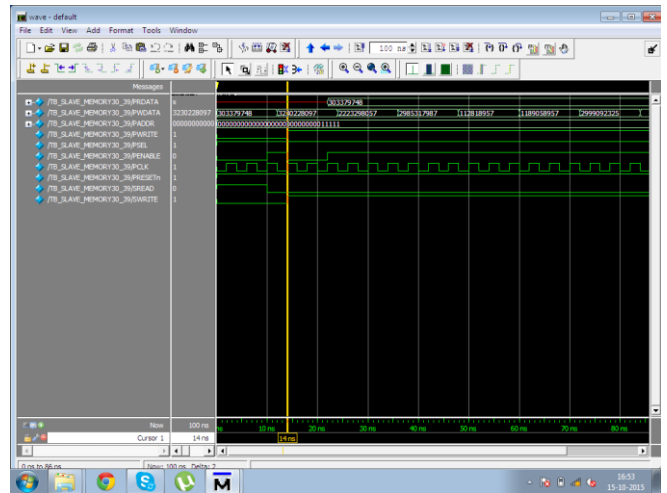 wave - default
File Edit View Add Format Tools Window
100 ns
Messages
/TB_SLAVE_MEMORY30_39/PRDATA x 303379748
/TB_SLAVE_MEMORY30_39/PWDATA 3230228097 303379748 3230228097 2223298057 2985317987 112818957 1189058957 2999092325
/TB_SLAVE_MEMORY30_39/PADDR
/TB_SLAVE_MEMORY30_39/PWRITE 1
/TB_SLAVE_MEMORY30_39/PSEL 1
/TB_SLAVE_MEMORY30_39/PENABLE 0
/TB_SLAVE_MEMORY30_39/PCLK 1
/TB_SLAVE_MEMORY30_39/PRESETn 1
/TB_SLAVE_MEMORY30_39/SREAD 0
/TB_SLAVE_MEMORY30_39/SWRITE 1
Now 100 ns 10 ns 20 ns 30 ns 40 ns 50 ns 60 ns 70 ns 80 ns
Cursor 1 14 ns 14 ns
0 ns to 86 ns Now: 100 ns Delta: 2
16:53
15-10-2015